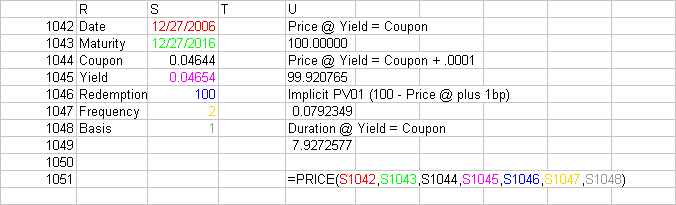 R S T U
1042 Date 12/27/2006 Price @ Yield = Coupon
1043 Maturity 12/27/2016 100.00000
1044 Coupon 0.04644 Price @ Yield = Coupon + .0001
1045 Yield 0.04654 99.920765
1046 Redemption 100 Implicit PV01 (100 - Price @ plus 1bp)
1047 Frequency 2 0.0792349
1048 Basis 1 Duration @ Yield = Coupon
1049 7.9272577
1050
1051 =PRICE(S1042,S1043,S1044,S1045,S1046,S1047,S1048)